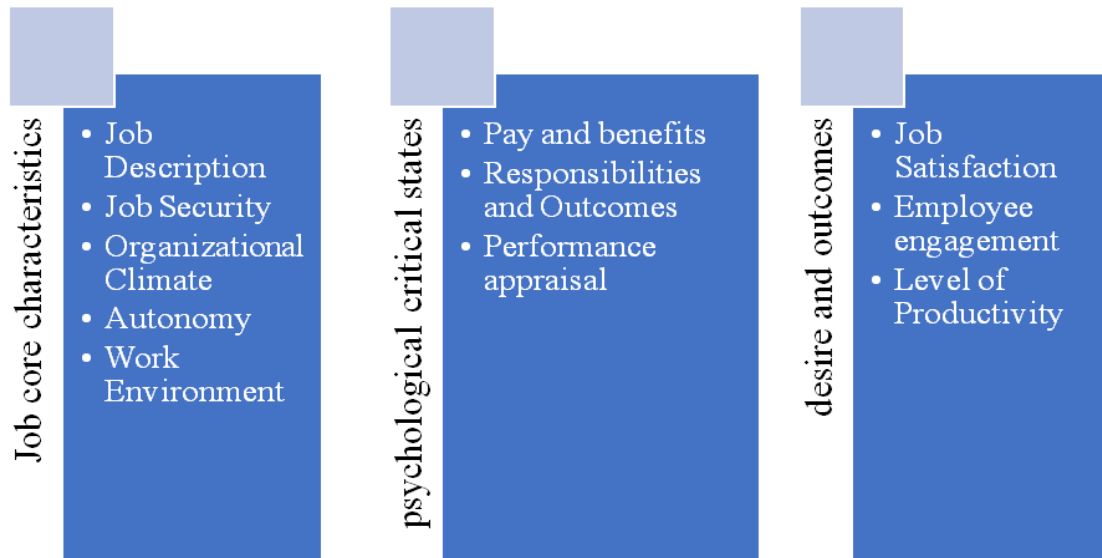 Job core characteristics
• Job
Description
• Job Security
• Organizational
Climate
• Autonomy
• Work
Environment
psychological critical states
• Pay and benefits
• Responsibilities
and Outcomes
• Performance
appraisal
desire and outcomes
• Job
Satisfaction
• Employee
engagement
• Level of
Productivity